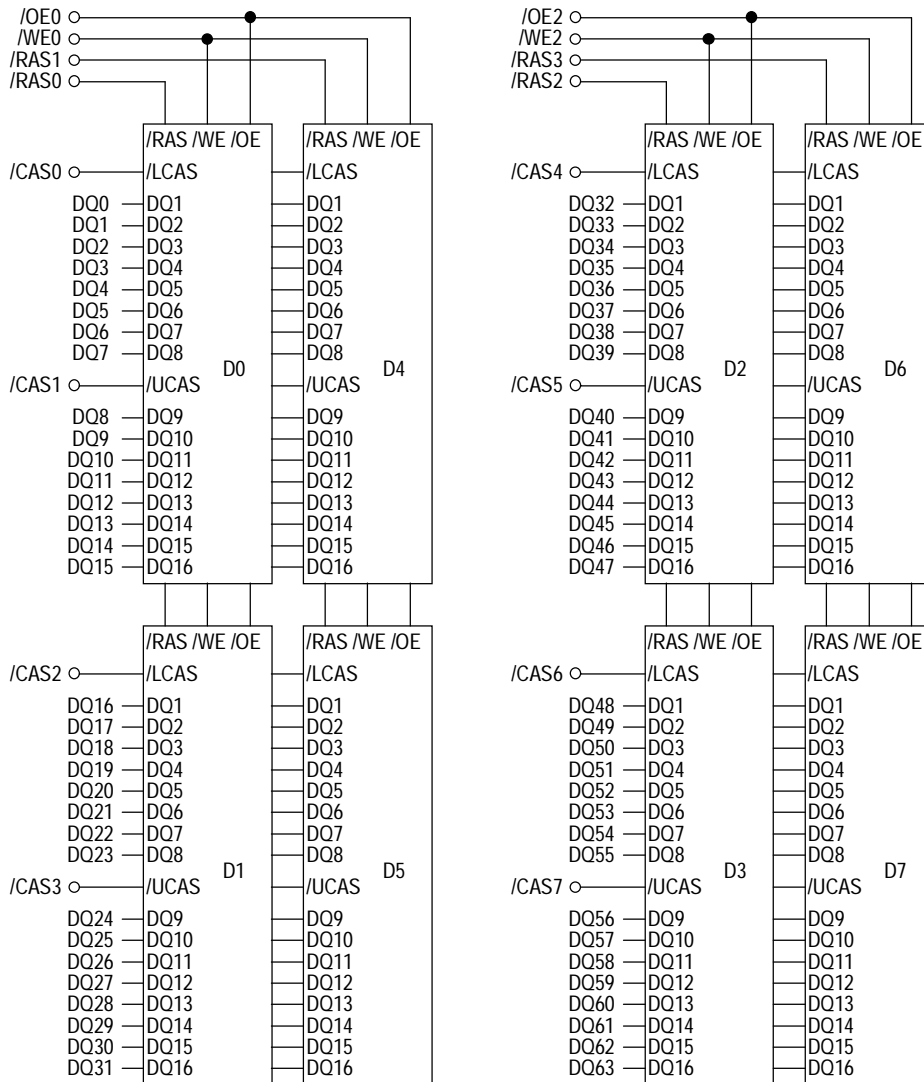 /OE0
/WE0
/RAS1
/RAS0
/RAS /WE /OE
/RAS /WE /OE
/CAS0 /LCAS /LCAS
DQ0 DQ1 DQ1
DQ1 DQ2 DQ2
DQ2 DQ3 DQ3
DQ3 DQ4 DQ4
DQ4 DQ5 DQ5
DQ5 DQ6 DQ6
DQ6 DQ7 DQ7
DQ7 DQ8 DQ8
D0 D4
/CAS1 /UCAS /UCAS
DQ8 DQ9 DQ9
DQ9 DQ10 DQ10
DQ10 DQ11 DQ11
DQ11 DQ12 DQ12
DQ12 DQ13 DQ13
DQ13 DQ14 DQ14
DQ14 DQ15 DQ15
DQ15 DQ16 DQ16
/RAS /WE /OE
/RAS /WE /OE
/CAS2 /LCAS /LCAS
DQ16 DQ1 DQ1
DQ17 DQ2 DQ2
DQ18 DQ3 DQ3
DQ19 DQ4 DQ4
DQ20 DQ5 DQ5
DQ21 DQ6 DQ6
DQ22 DQ7 DQ7
DQ23 DQ8 DQ8
D1 D5
/CAS3 /UCAS /UCAS
DQ24 DQ9 DQ9
DQ25 DQ10 DQ10
DQ26 DQ11 DQ11
DQ27 DQ12 DQ12
DQ28 DQ13 DQ13
DQ29 DQ14 DQ14
DQ30 DQ15 DQ15
DQ31 DQ16 DQ16
/OE2
/WE2
/RAS3
/RAS2
/RAS /WE /OE
/RAS /WE /OE
/CAS4 /LCAS /LCAS
DQ32 DQ1 DQ1
DQ33 DQ2 DQ2
DQ34 DQ3 DQ3
DQ35 DQ4 DQ4
DQ36 DQ5 DQ5
DQ37 DQ6 DQ6
DQ38 DQ7 DQ7
DQ39 DQ8 DQ8
D2 D6
/CAS5 /UCAS /UCAS
DQ40 DQ9 DQ9
DQ41 DQ10 DQ10
DQ42 DQ11 DQ11
DQ43 DQ12 DQ12
DQ44 DQ13 DQ13
DQ45 DQ14 DQ14
DQ46 DQ15 DQ15
DQ47 DQ16 DQ16
/RAS /WE /OE
/RAS /WE /OE
/CAS6 /LCAS /LCAS
DQ48 DQ1 DQ1
DQ49 DQ2 DQ2
DQ50 DQ3 DQ3
DQ51 DQ4 DQ4
DQ52 DQ5 DQ5
DQ53 DQ6 DQ6
DQ54 DQ7 DQ7
DQ55 DQ8 DQ8
D3 D7
/CAS7 /UCAS /UCAS
DQ56 DQ9 DQ9
DQ57 DQ10 DQ10
DQ58 DQ11 DQ11
DQ59 DQ12 DQ12
DQ60 DQ13 DQ13
DQ61 DQ14 DQ14
DQ62 DQ15 DQ15
DQ63 DQ16 DQ16